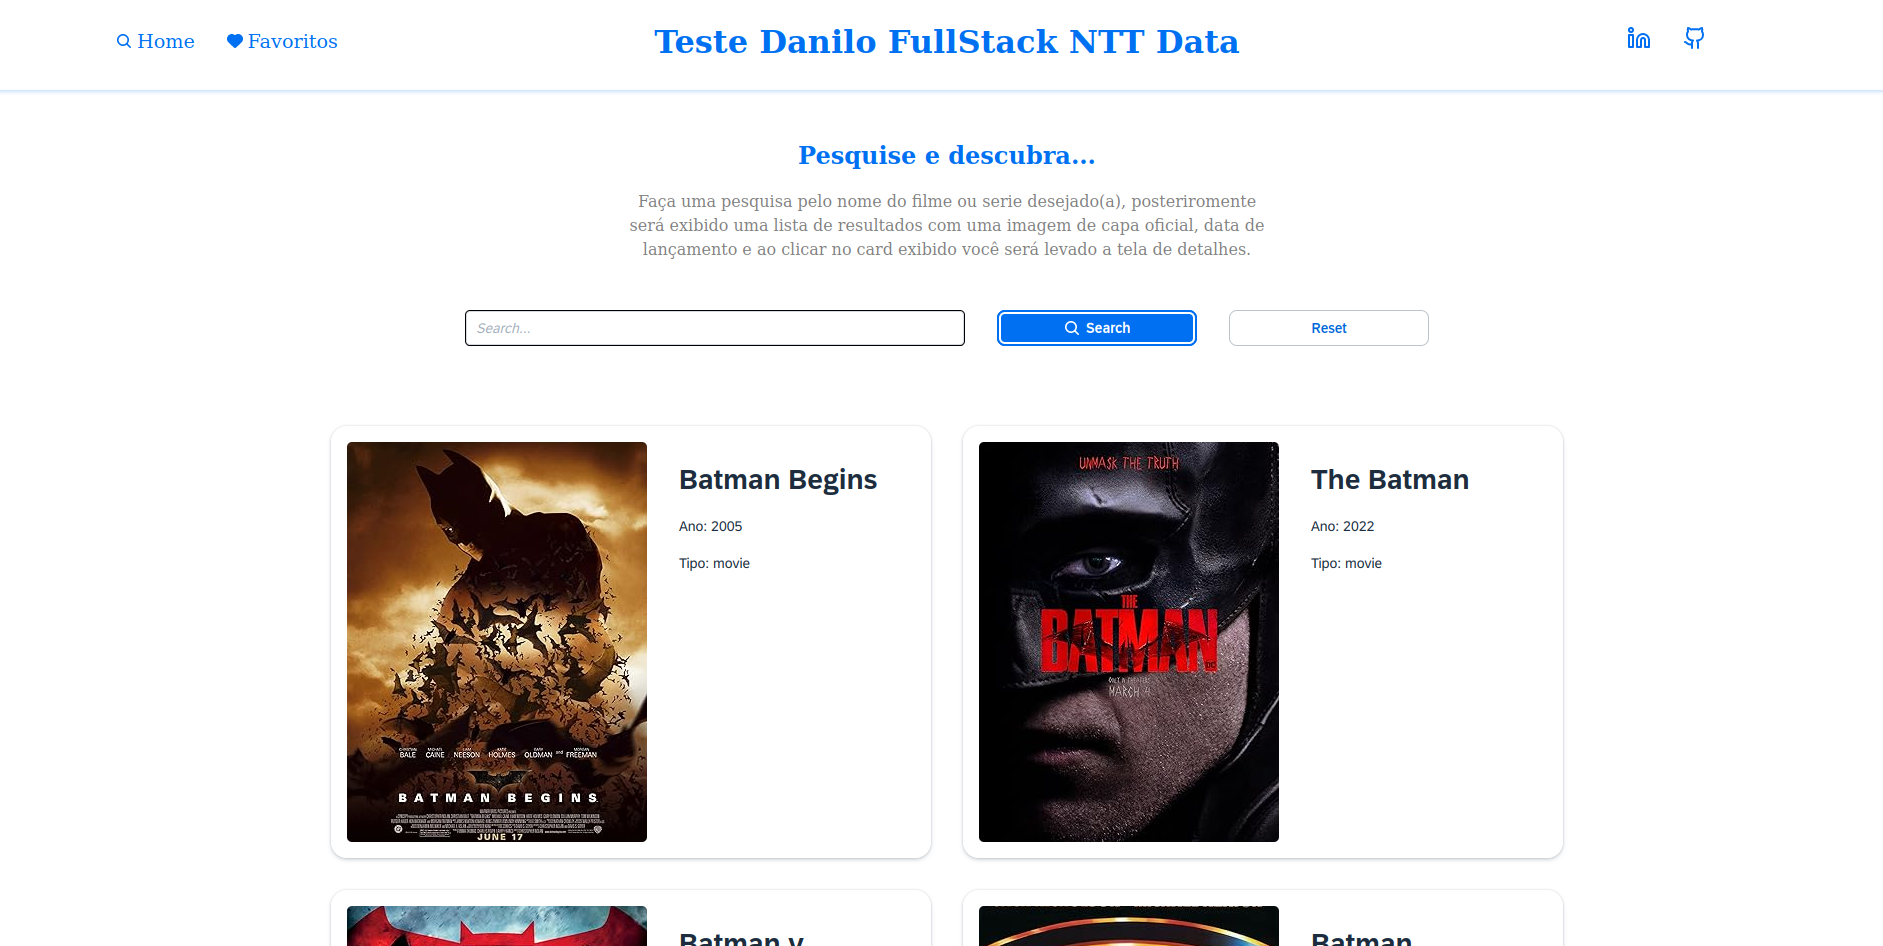 Home
Favoritos
Teste Danilo FullStack NTT Data
Pesquise e descubra...
Faça uma pesquisa pelo nome do filme ou serie desejado(a), posteriromente
será exibido uma lista de resultados com uma imagem de capa oficial, data de
lançamento e ao clicar no card exibido você será levado a tela de detalhes.
Search...
Search
Reset
CHRISTIAN BALE MICHAEL CAINE LIAM NEESON KATIE HOLMES GARY OLDMAN and MORGAN FREEMAN
BATMAN BEGINS
JUNE 17
Batman Begins
Ano: 2005
Tipo: movie
UNMASK THE TRUTH
THE
BATMAN
ONLY IN THEATERS
MARCH 4
The Batman
Ano: 2022
Tipo: movie
Batman v
Batman